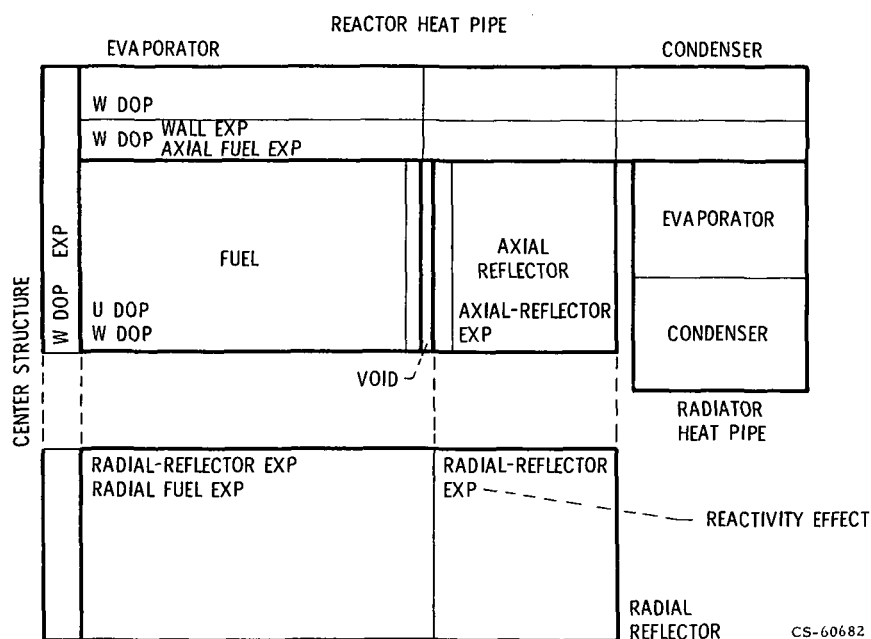 REACTOR HEAT PIPE
EVAPORATOR
CONDENSER
W DOP
W DOP WALL EXP
AXIAL FUEL EXP
CENTER STRUCTURE
W DOP EXP
FUEL
U DOP
W DOP
AXIAL
REFLECTOR
AXIAL-REFLECTOR
EXP
EVAPORATOR
CONDENSER
VOID
RADIATOR
HEAT PIPE
RADIAL-REFLECTOR EXP
RADIAL FUEL EXP
RADIAL-REFLECTOR
EXP
REACTIVITY EFFECT
RADIAL
REFLECTOR
CS-60682